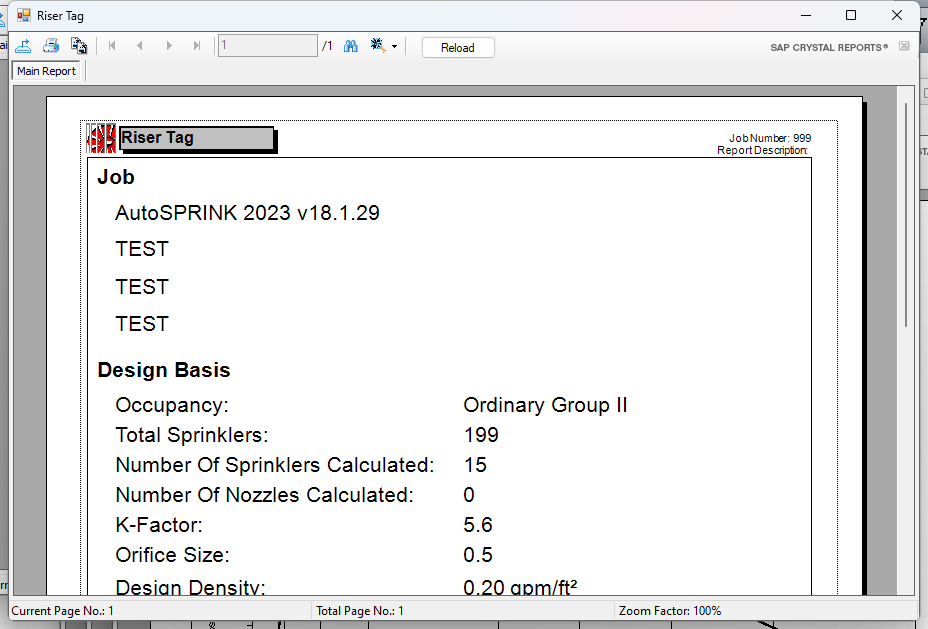 Riser Tag
1 /1 Reload SAP CRYSTAL REPORTS®
Main Report
Riser Tag
Job Number: 999
Report Description:
Job
AutoSPRINK 2023 v18.1.29
TEST
TEST
TEST
Design Basis
Occupancy: Ordinary Group II
Total Sprinklers: 199
Number Of Sprinklers Calculated: 15
Number Of Nozzles Calculated: 0
K-Factor: 5.6
Orifice Size: 0.5
Design Density: 0.20 gpm/ft²
Current Page No.: 1 Total Page No.: 1 Zoom Factor: 100%